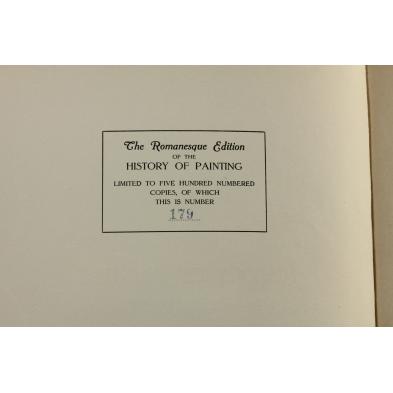 The Romanesque Edition
OF THE
HISTORY OF PAINTING
LIMITED TO FIVE HUNDRED NUMBERED
COPIES, OF WHICH
THIS IS NUMBER
179